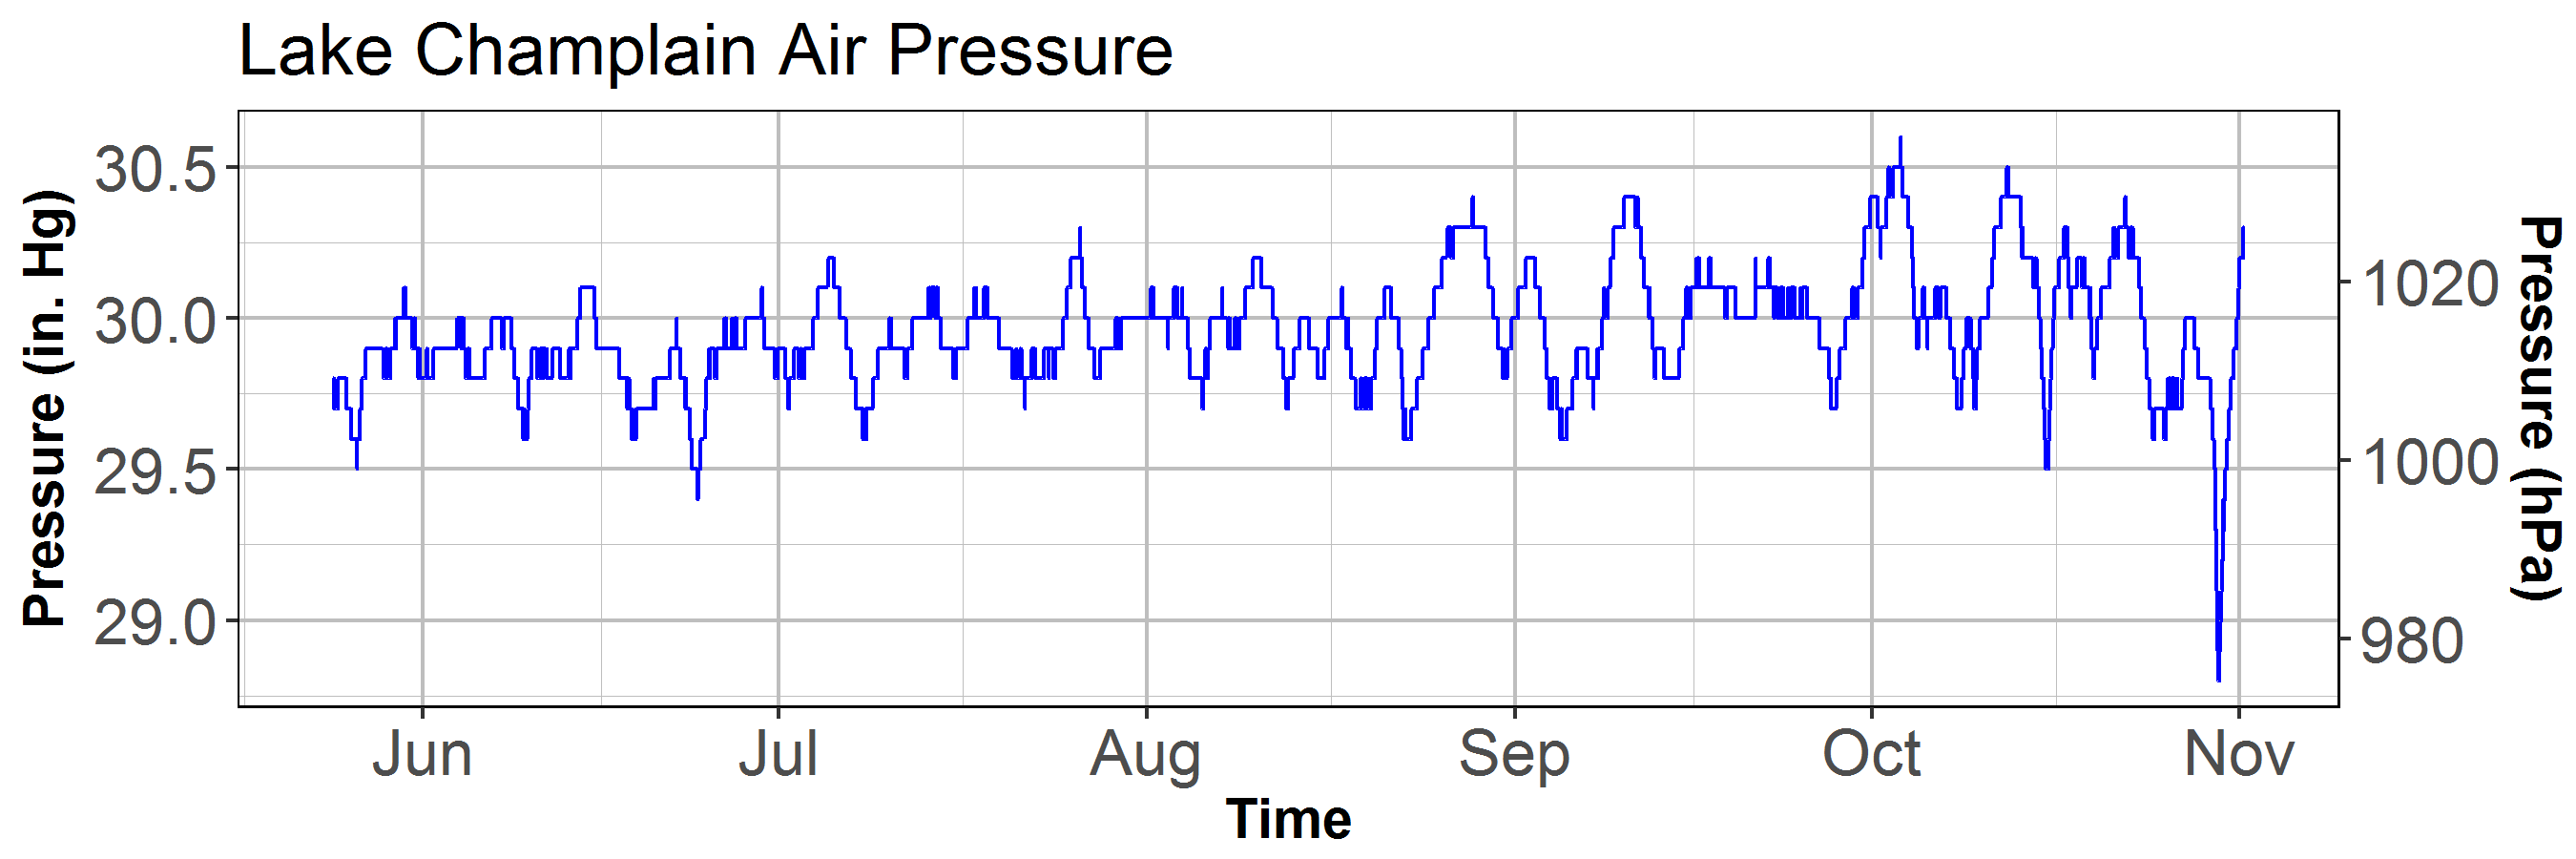 Lake Champlain Air Pressure
Pressure (in. Hg)
30.5
30.0
29.5
29.0
1020
1000
980
Pressure (hPa)
Jun Jul Aug Sep Oct Nov
Time